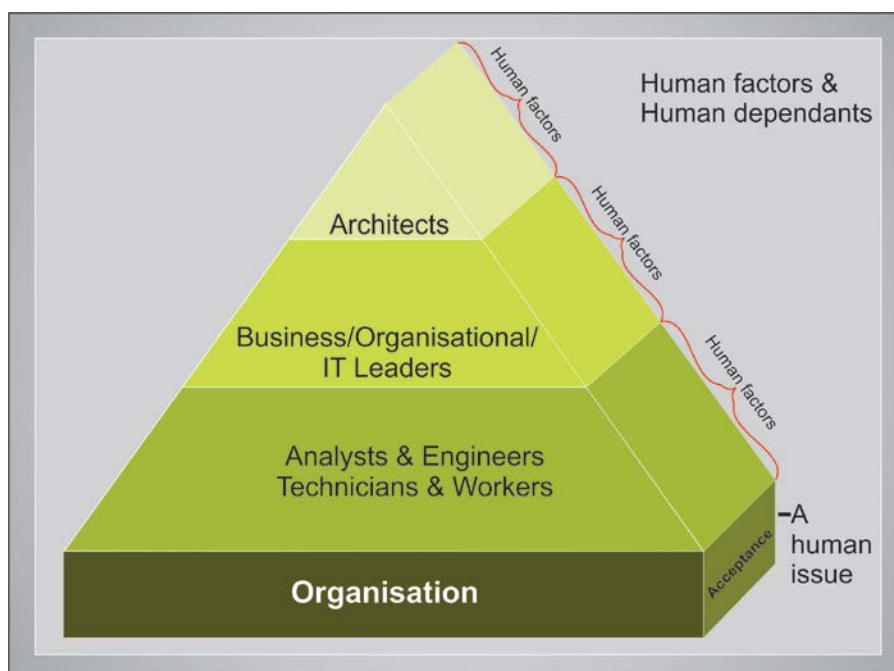 Human factors &
Human dependants
Human factors
Architects
Human factors
Business/Organisational/
IT Leaders
Human factors
Analysts & Engineers
Technicians & Workers
–A
human
issue
Acceptance
Organisation